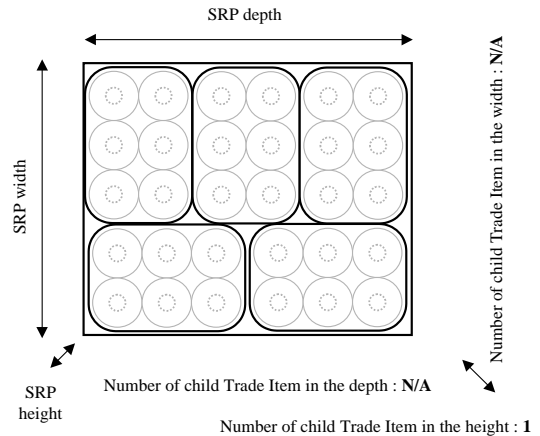 SRP depth
SRP width
Number of child Trade Item in the width : N/A
SRP
height
Number of child Trade Item in the depth : N/A
Number of child Trade Item in the height : 1